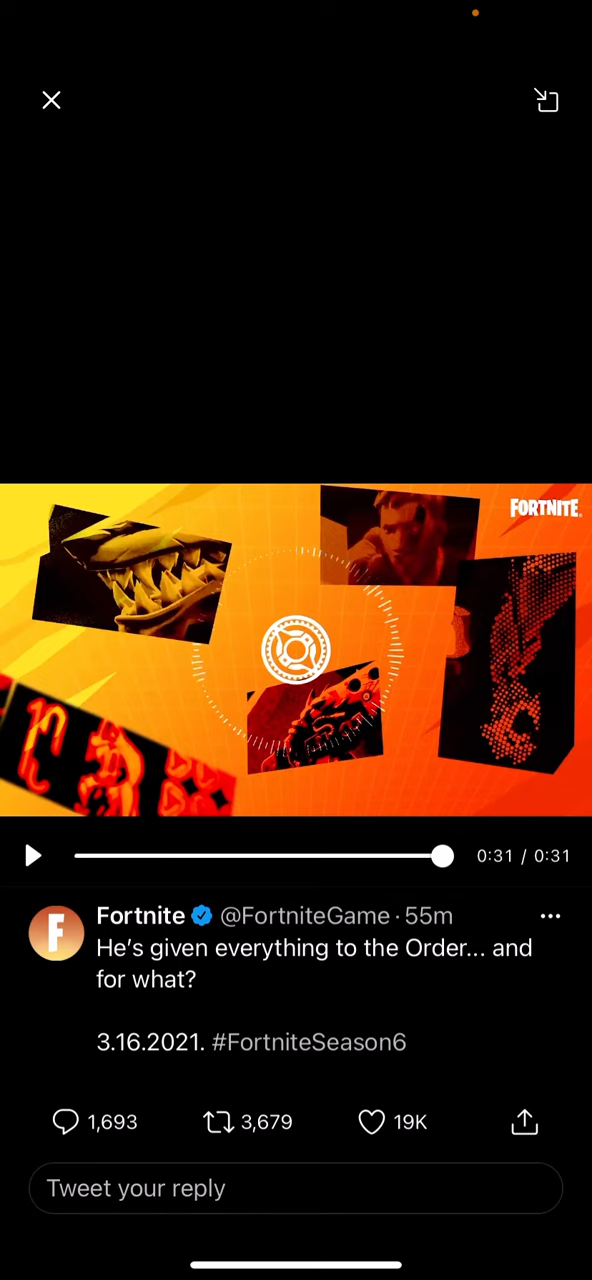 FORTNITE
0:31 / 0:31
Fortnite @FortniteGame · 55m
He's given everything to the Order... and
for what?
3.16.2021. #FortniteSeason6
1,693 3,679 19K
Tweet your reply